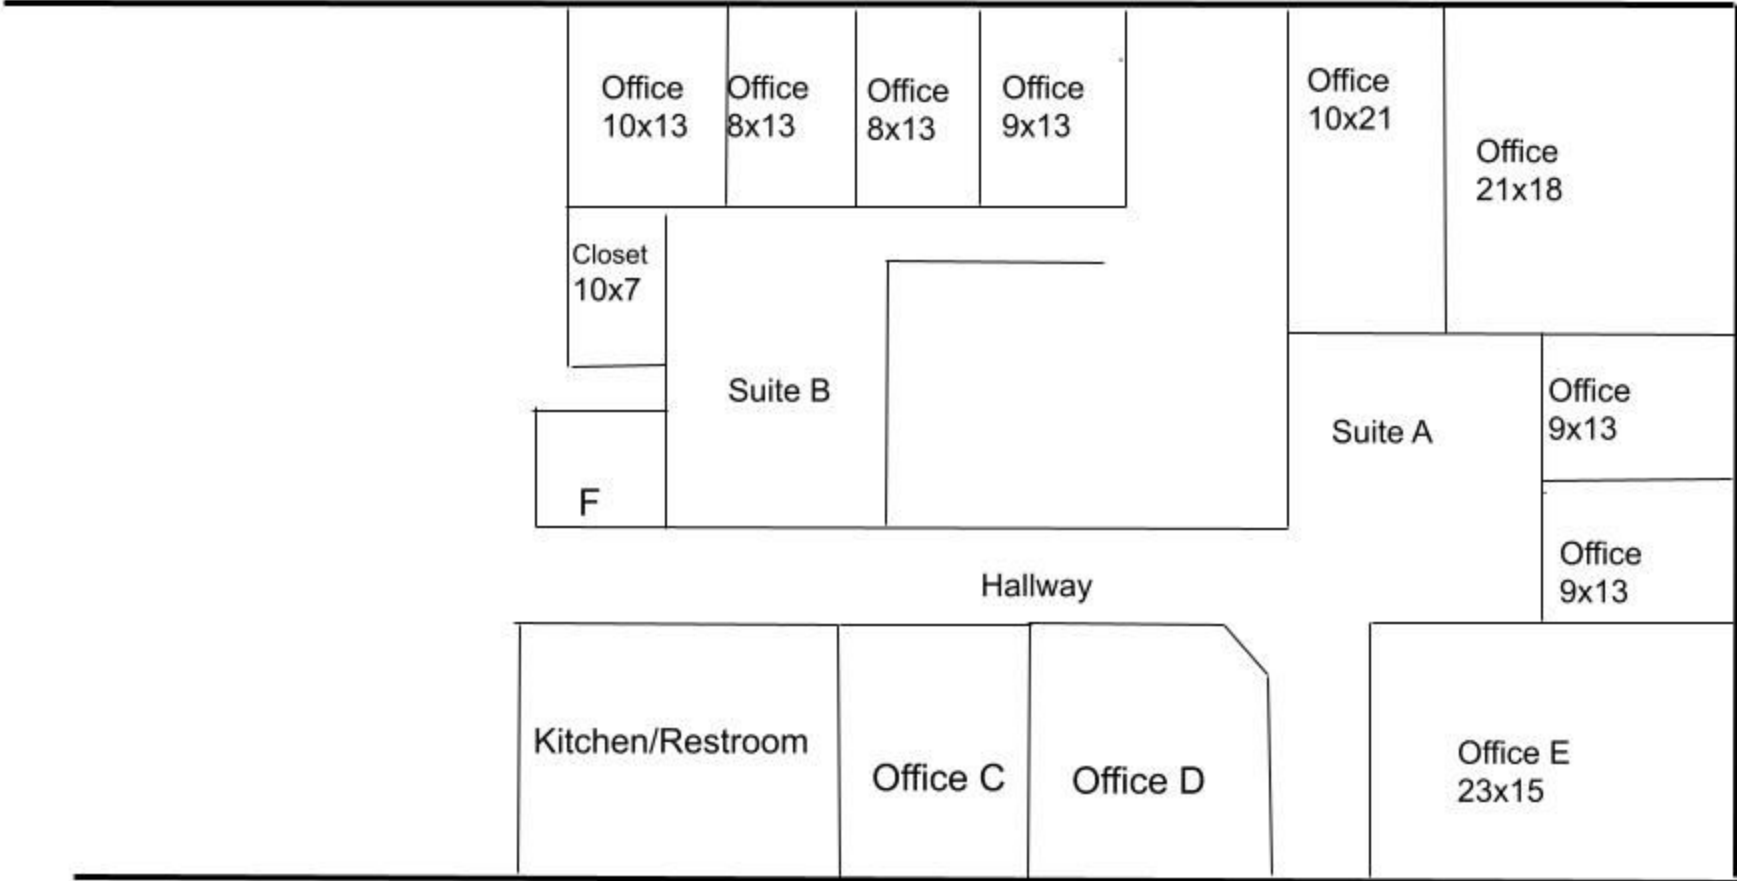 Office
10x13
Office
8x13
Office
8x13
Office
9x13
Office
10x21
Office
21x18
Closet
10x7
Suite B
Suite A
Office
9x13
F
Office
9x13
Hallway
Kitchen/Restroom
Office C
Office D
Office E
23x15